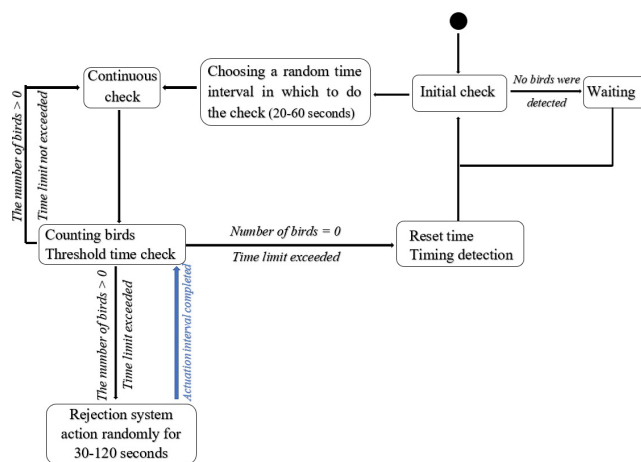 Continuous
check
Choosing a random time
interval in which to do
the check (20-60 seconds)
Initial check
No birds were
detected
Waiting
The number of birds > 0
Time limit not exceeded
Counting birds
Threshold time check
Number of birds = 0
Time limit exceeded
Reset time
Timing detection
The number of birds > 0
Time limit exceeded
Actuation interval completed
Rejection system
action randomly for
30-120 seconds